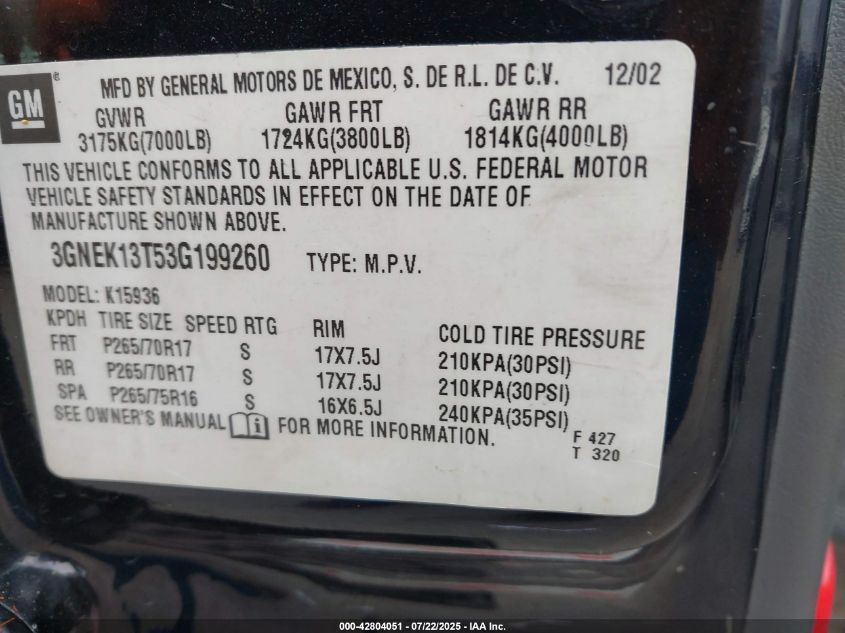 GM ®
MFD BY GENERAL MOTORS DE MEXICO, S. DE R.L. DE C.V. 12/02
GVWR GAWR FRT GAWR RR
3175KG(7000LB) 1724KG(3800LB) 1814KG(4000LB)
THIS VEHICLE CONFORMS TO ALL APPLICABLE U.S. FEDERAL MOTOR
VEHICLE SAFETY STANDARDS IN EFFECT ON THE DATE OF
MANUFACTURE SHOWN ABOVE.
3GNEK13T53G199260 TYPE: M.P.V.
MODEL: K15936
KPDH TIRE SIZE SPEED RTG RIM COLD TIRE PRESSURE
FRT P265/70R17 S 17X7.5J 210KPA(30PSI)
RR P265/70R17 S 17X7.5J 210KPA(30PSI)
SPA P265/75R16 S 16X6.5J 240KPA(35PSI)
SEE OWNER'S MANUAL i FOR MORE INFORMATION.
F 427
T 320
000-42804051 - 07/22/2025 - IAA Inc.